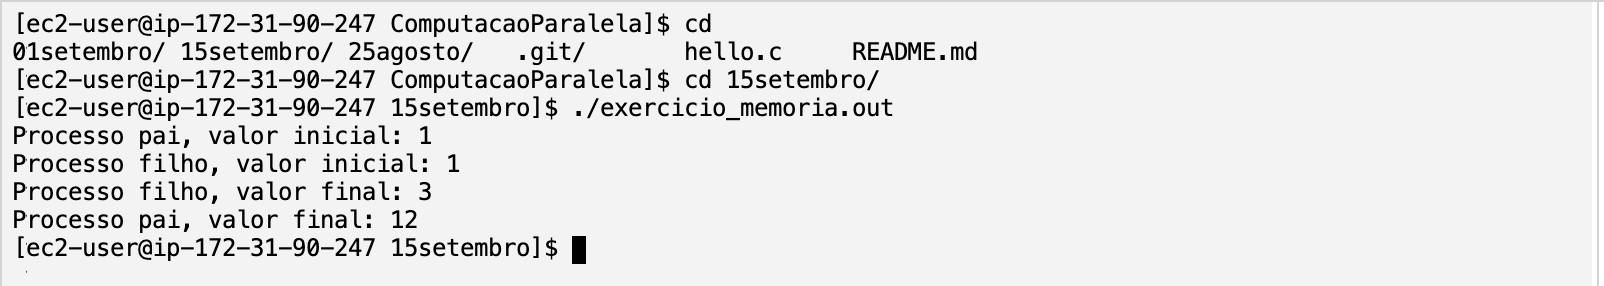 [ec2-user@ip-172-31-90-247 ComputacaoParalela]$ cd
01setembro/ 15setembro/ 25agosto/   .git/       hello.c     README.md
[ec2-user@ip-172-31-90-247 ComputacaoParalela]$ cd 15setembro/
[ec2-user@ip-172-31-90-247 15setembro]$ ./exercicio_memoria.out
Processo pai, valor inicial: 1
Processo filho, valor inicial: 1
Processo filho, valor final: 3
Processo pai, valor final: 12
[ec2-user@ip-172-31-90-247 15setembro]$